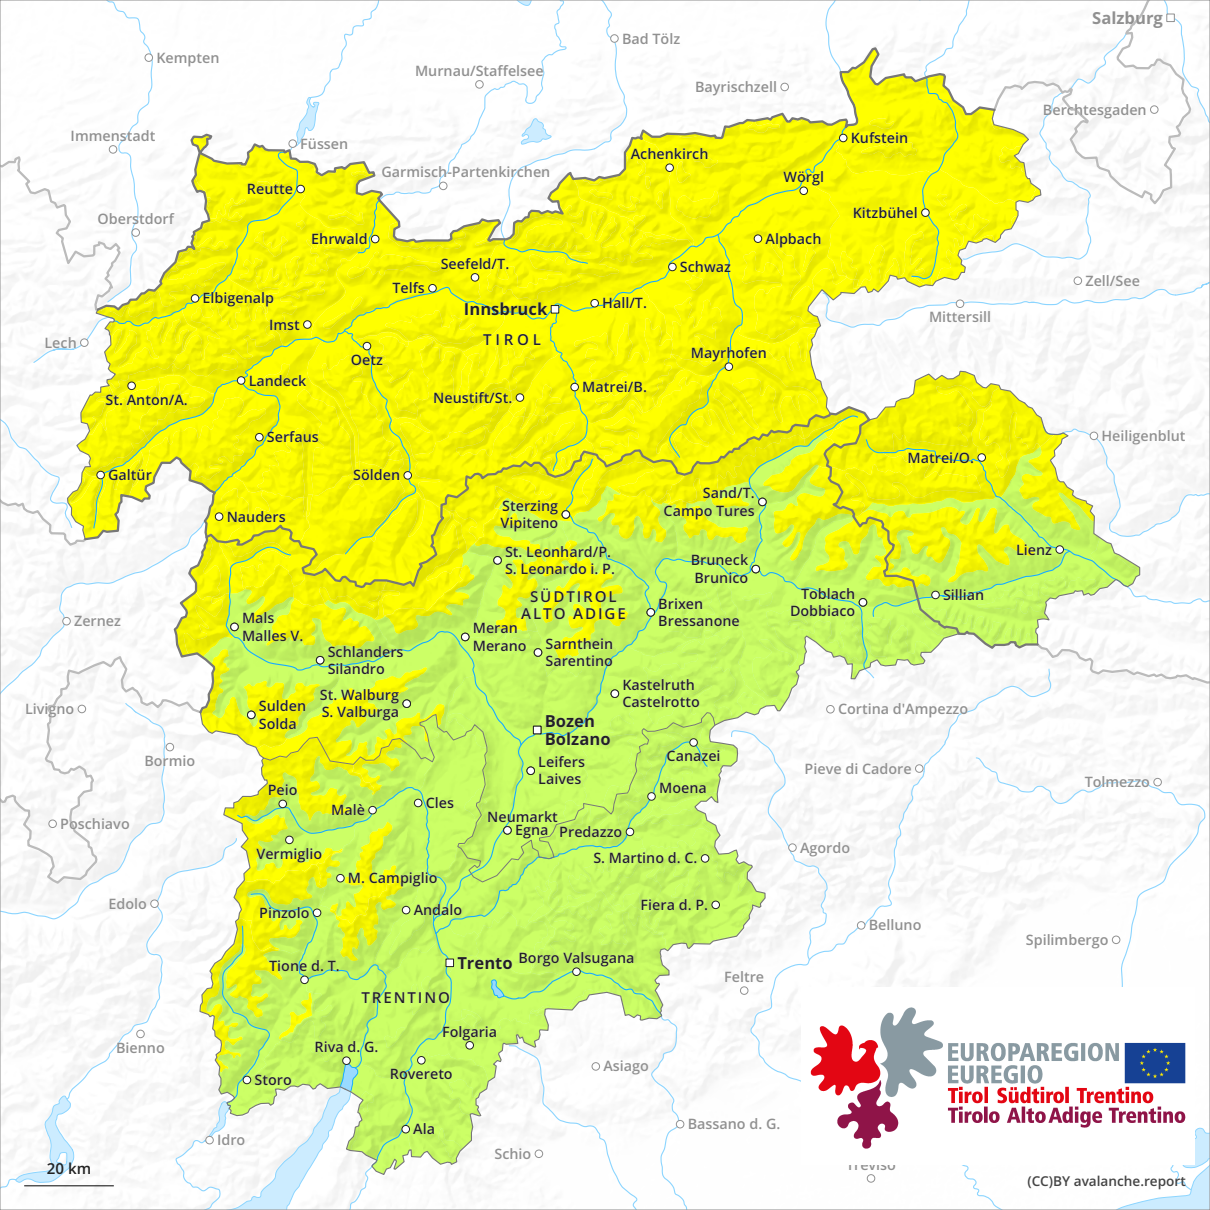 Salzburg
Bad Tölz
Kempten
Murnau/Staffelsee
Bayrischzell
Berchtesgaden
Immenstadt
Füssen
Kufstein
Achenkirch
Garmisch-Partenkirchen
Wörgl
Reutte
Oberstdorf
Kitzbühel
Ehrwald
Alpbach
Seefeld/T.
Schwaz
Zell/See
Telfs
Elbigenalp
Hall/T.
Innsbruck
Mittersill
Imst
TIROL
Lech
Mayrhofen
Oetz
Landeck
Matrei/B.
St. Anton/A.
Neustift/St.
Serfaus
Heiligenblut
Matrei/O.
Galtür
Sölden
Sand/T.
Campo Tures
Sterzing
Vipiteno
Nauders
Lienz
St. Leonhard/P.
S. Leonardo i. P.
Bruneck
Brunico
SÜDTIROL
ALTO ADIGE
Toblach
Dobbiaco
Sillian
Brixen
Bressanone
Zernez
Mals
Malles V.
Meran
Merano
Sarnthein
Sarentino
Schlanders
Silandro
Kastelruth
Castelrotto
St. Walburg
S. Valburga
Livigno
Sulden
Solda
Cortina d'Ampezzo
Bozen
Bolzano
Bormio
Canazei
Leifers
Laives
Pieve di Cadore
Tolmezzo
Peio
Moena
Malè
Cles
Neumarkt
Egna
Predazzo
Poschiavo
Vermiglio
Agordo
S. Martino d. C.
M. Campiglio
Edolo
Pinzolo
Andalo
Fiera d. P.
Belluno
Spilimbergo
Trento
Borgo Valsugana
Tione d. T.
Feltre
TRENTINO
Folgaria
Bienno
Riva d. G.
Asiago
Rovereto
Storo
EUROPAREGION
EUREGIO
Tirol Südtirol Trentino
Tirolo Alto Adige Trentino
Ala
Bassano d. G.
Idro
Schio
Treviso
20 km
(CC)BY avalanche.report